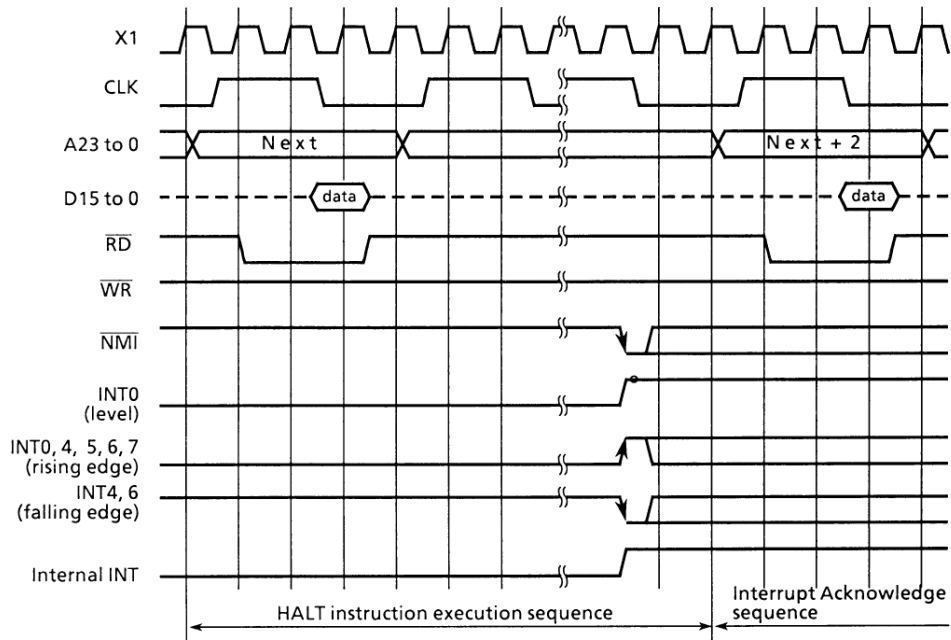 X1
CLK
A23 to 0
Next
Next + 2
D15 to 0
data
data
RD
WR
NMI
INT0
(level)
INT0, 4, 5, 6, 7
(rising edge)
INT4, 6
(falling edge)
Internal INT
HALT instruction execution sequence
Interrupt Acknowledge
sequence